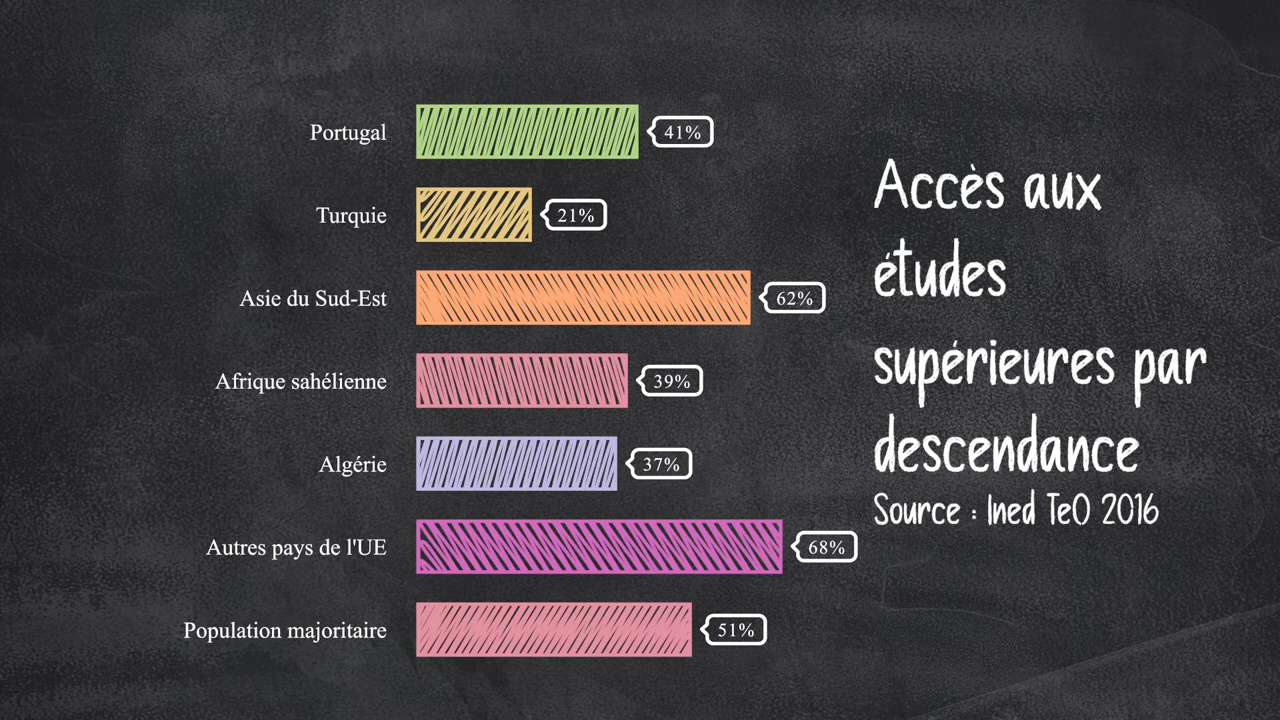 Portugal 41%
Turquie 21%
Asie du Sud-Est 62%
Afrique sahélienne 39%
Algérie 37%
Autres pays de l'UE 68%
Population majoritaire 51%
Accès aux
études
supérieures par
descendance
Source : Ined TeO 2016